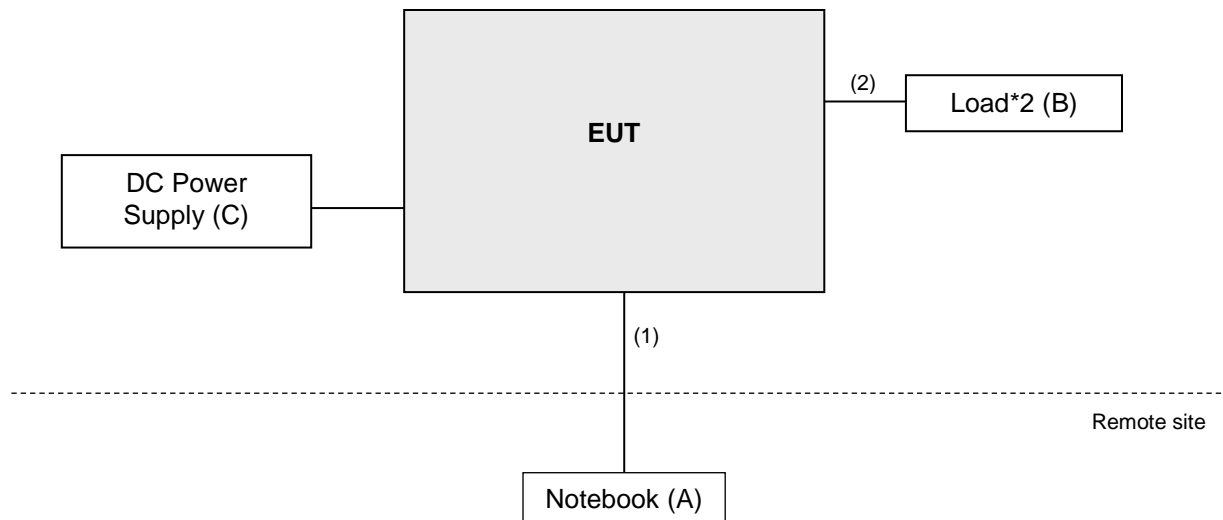 (2)
Load*2 (B)
EUT
DC Power
Supply (C)
(1)
Remote site
Notebook (A)